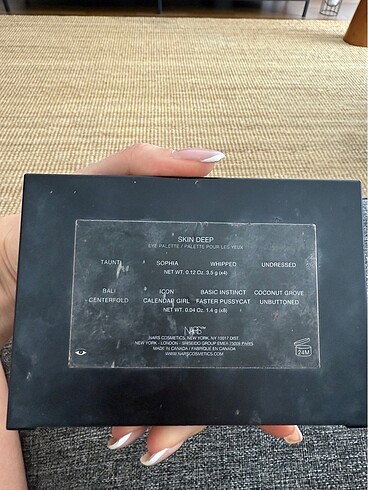 SKIN DEEP
EYE PALETTE / PALETTE POUR LES YEUX
TAUNT SOPHIA WHIPPED UNDRESSED
NET WT. 0.12 Oz. 3.5 g (x4)
BALI ICON BASIC INSTINCT COCONUT GROVE
CENTERFOLD CALENDAR GIRL FASTER PUSSYCAT UNBUTTONED
NET WT. 0.04 Oz. 1.4 g (x8)
NARS
NARS COSMETICS, NEW YORK, NY 10017 DIST.
NEW YORK - LONDON - SHISEIDO GROUP EMEA 75008 PARIS
MADE IN CANADA / FABRIQUÉ EN CANADA
WWW.NARSCOSMETICS.COM
24M